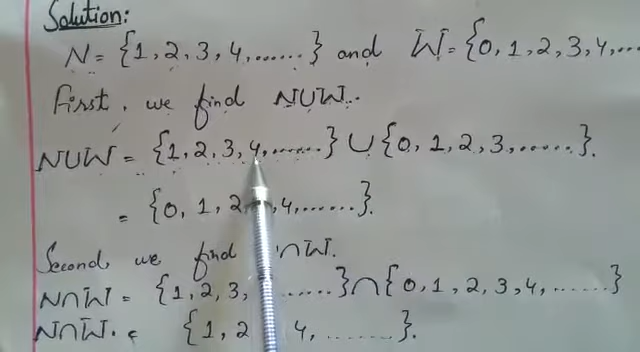 Solution:
N = {1, 2, 3, 4, ......} and W = {0, 1, 2, 3, 4, ...
First, we find NUW.
NUW = {1, 2, 3, 4, ......} ∪ {0, 1, 2, 3, .....}.
= {0, 1, 2, 4, ......}.
Second, we find ∩W.
N∩W = {1, 2, 3, ......} ∩ {0, 1, 2, 3, 4, ......}
N∩W = {1, 2 4, .......}.